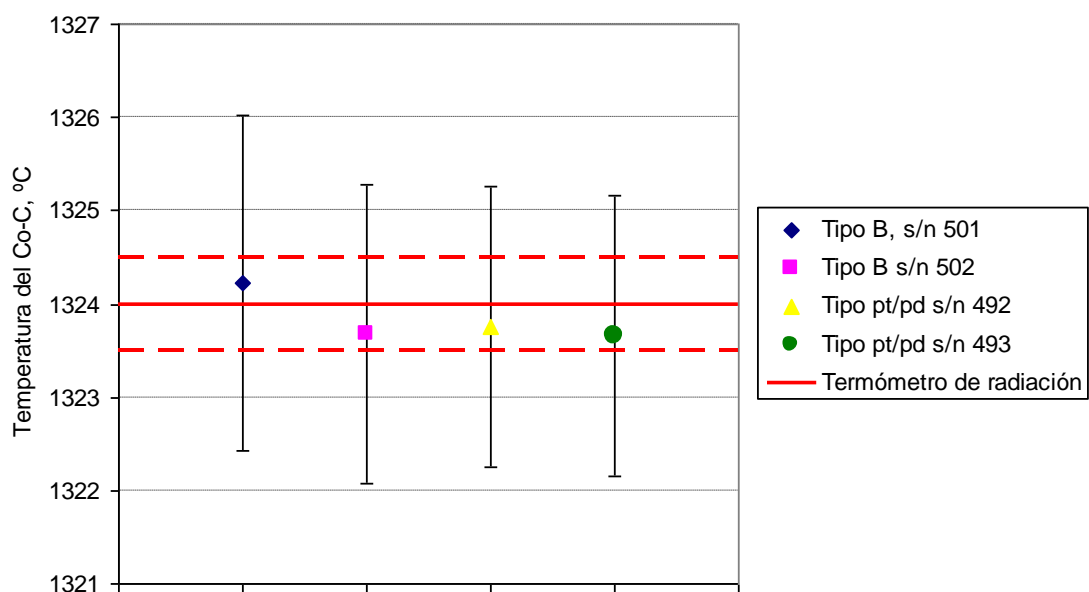 1327
1326
1325
1324
1323
1322
1321
Temperatura del Co-C, ºC
Tipo B, s/n 501
Tipo B s/n 502
Tipo pt/pd s/n 492
Tipo pt/pd s/n 493
Termómetro de radiación